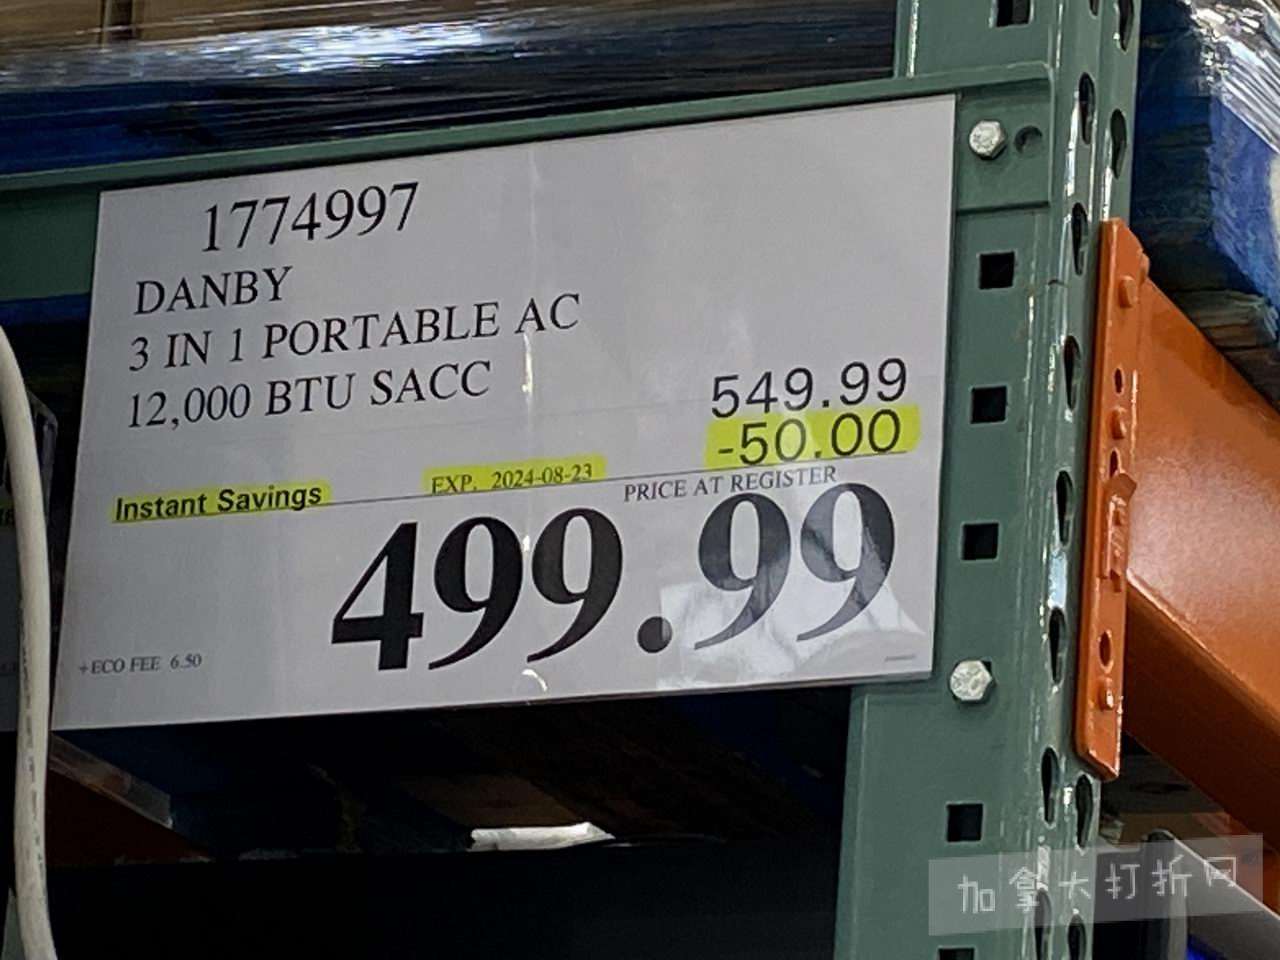 1774997
DANBY
3 IN 1 PORTABLE AC
12,000 BTU SACC
549.99
-50.00
Instant Savings
EXP. 2024-08-23
PRICE AT REGISTER
499.99
+ECO FEE 6.50
加拿大打折网